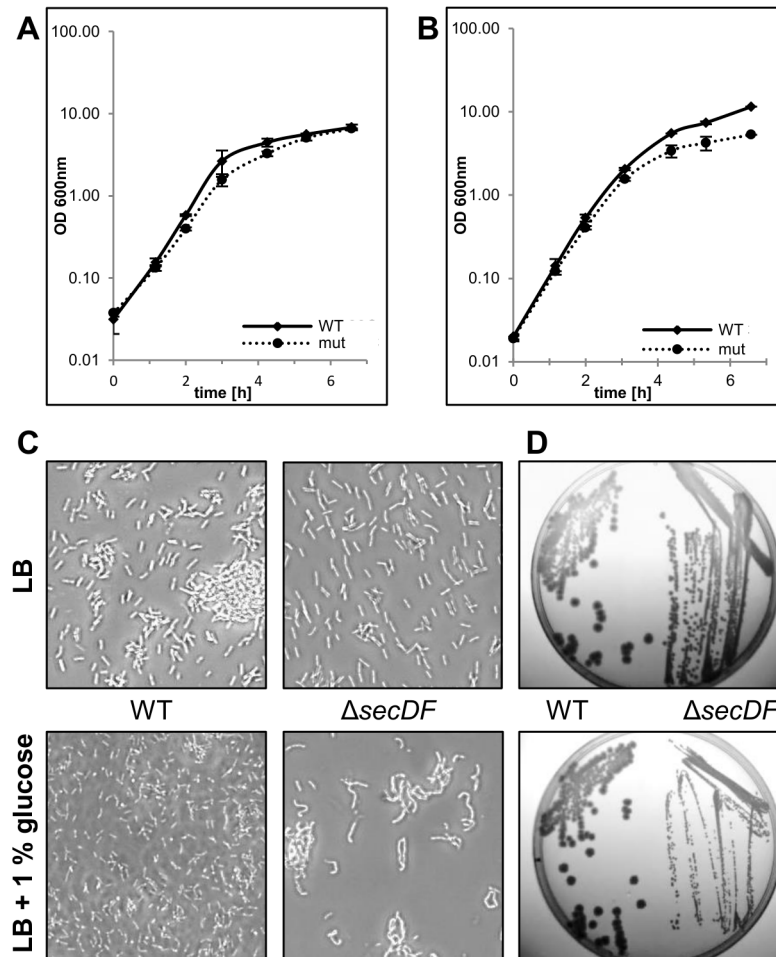 A
100.00
10.00
1.00
0.10
0.01
OD 600nm
0 2 4 6
time [h]
WT
mut
B
100.00
10.00
1.00
0.10
0.01
OD 600nm
0 2 4 6
time [h]
WT
mut
C
D
LB
WT ΔsecDF WT ΔsecDF
LB + 1 % glucose